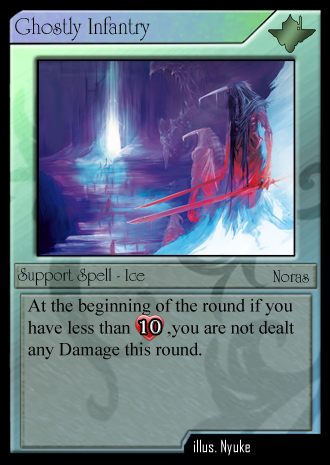 Ghostly Infantry
Support Spell - Ice
Noras
At the beginning of the round if you
have less than 10 ,you are not dealt
any Damage this round.
illus. Nyuke